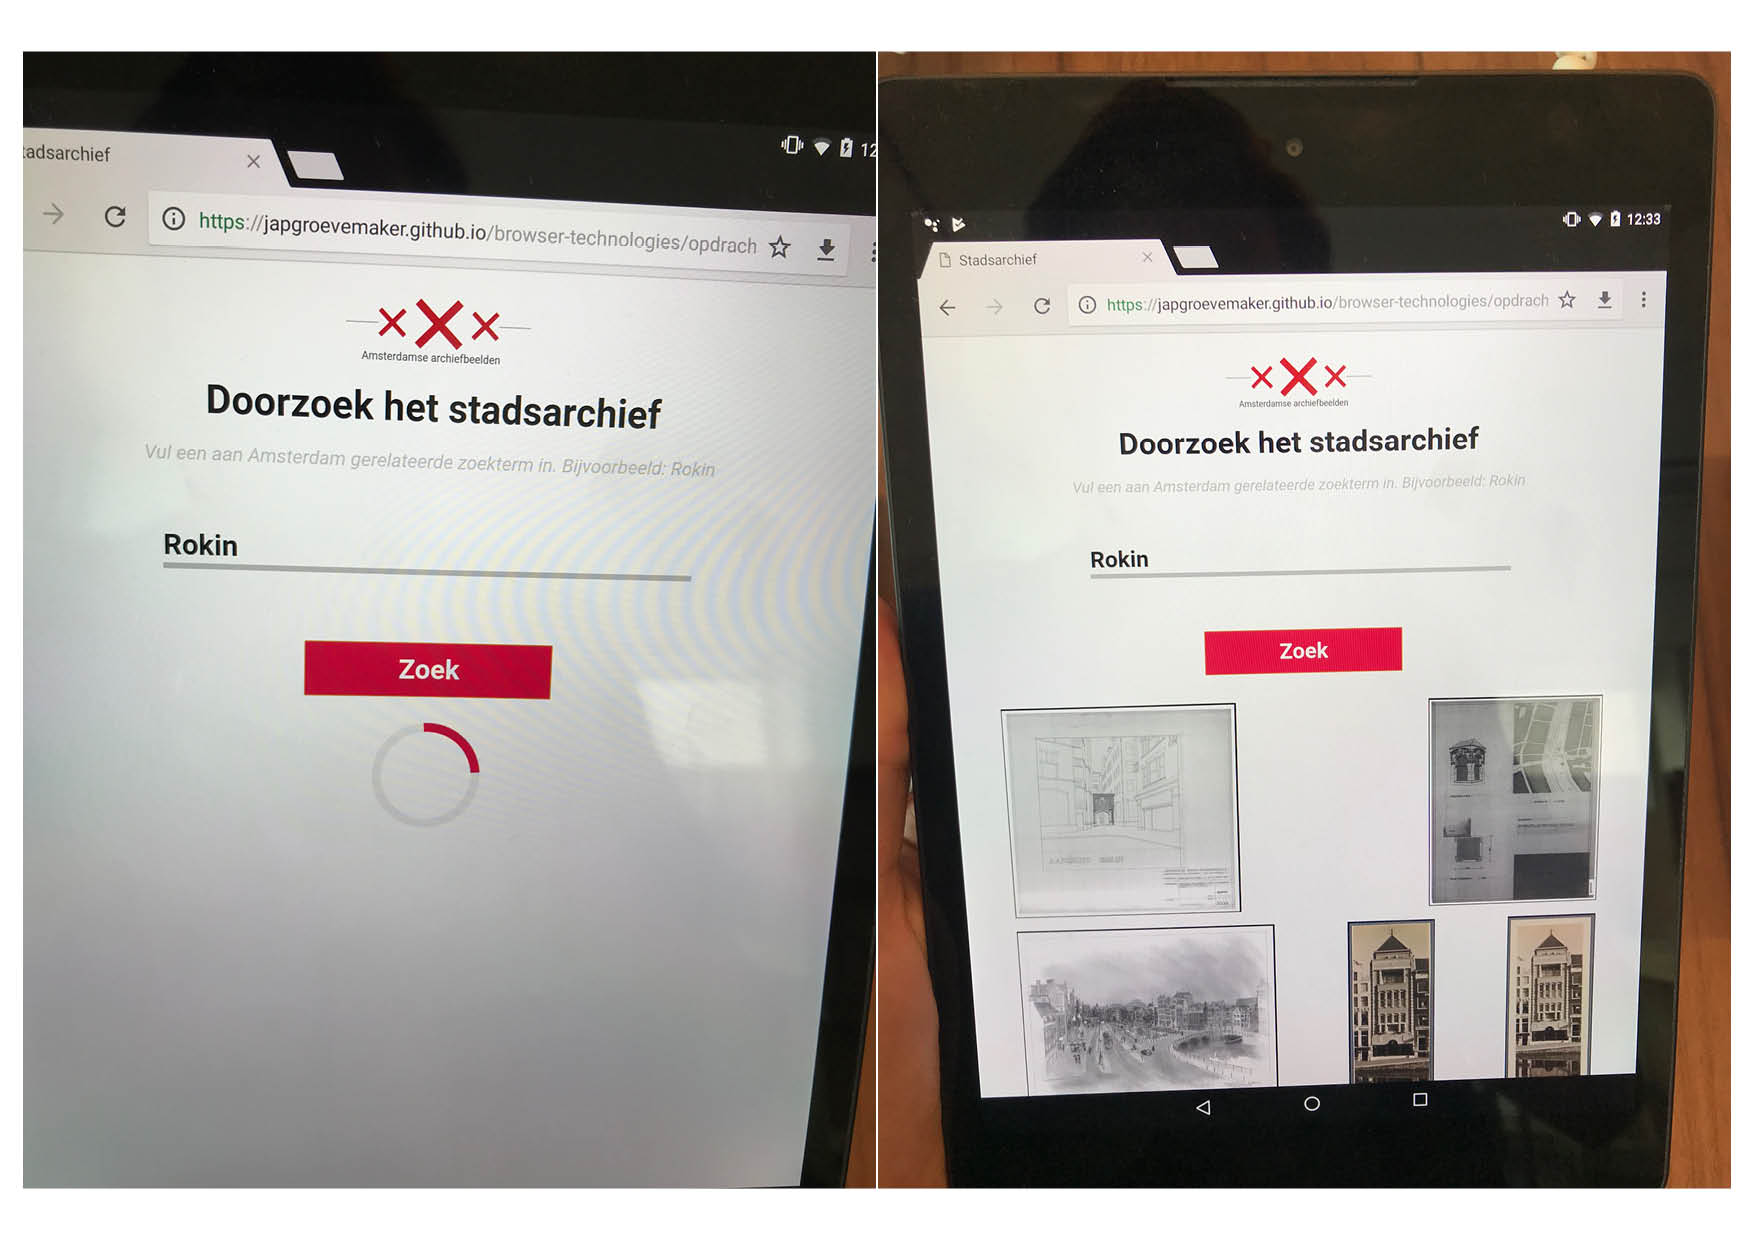 tadsarchief
12
https://japgroevemaker.github.io/browser-technologies/opdrach
Amsterdamse archiefbeelden
Doorzoek het stadsarchief
Vul een aan Amsterdam gerelateerde zoekterm in. Bijvoorbeeld: Rokin
Rokin
Zoek
12:33
Stadsarchief
https://japgroevemaker.github.io/browser-technologies/opdrach
Amsterdamse archiefbeelden
Doorzoek het stadsarchief
Vul een aan Amsterdam gerelateerde zoekterm in. Bijvoorbeeld: Rokin
Rokin
Zoek